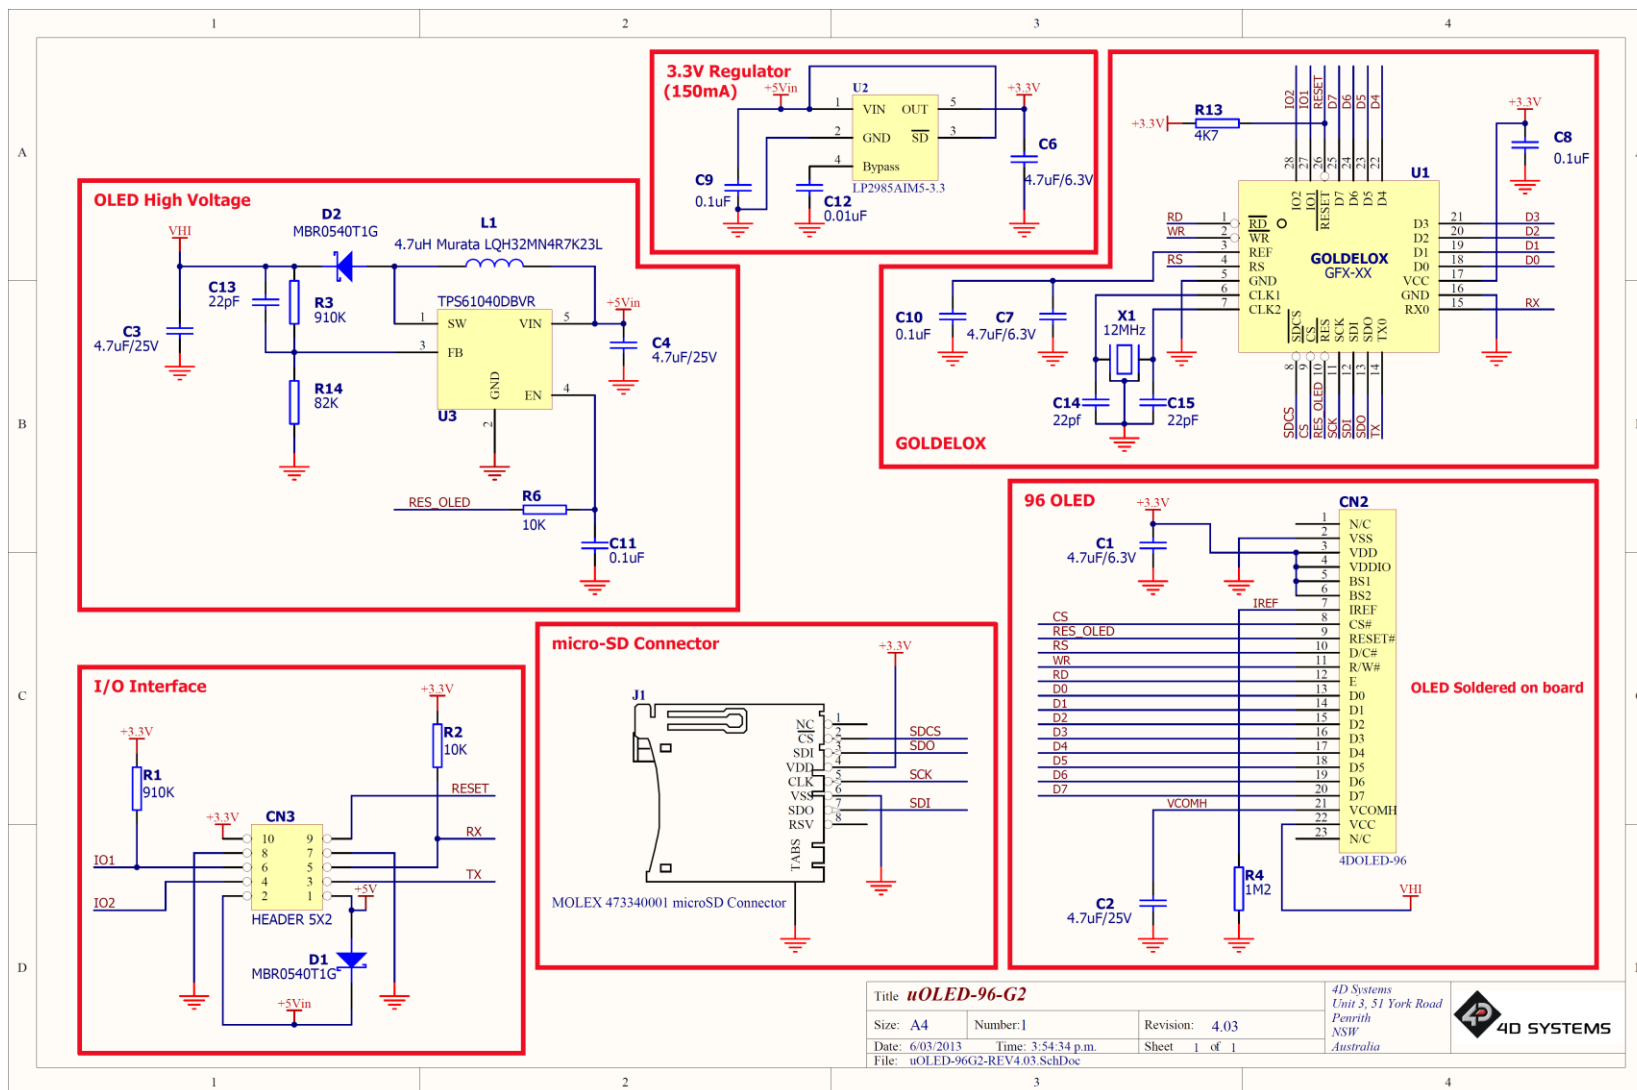 1 2 3 4
A
B
C
D
OLED High Voltage
VHI
D2
MBR0540T1G
L1
4.7uH Murata LQH32MN4R7K23L
C13
22pF
R3
910K
C3
4.7uF/25V
R14
82K
TPS61040DBVR
1 SW VIN 5
3 FB
GND
2
EN 4
U3
+5Vin
C4
4.7uF/25V
RES_OLED
R6
10K
C11
0.1uF
3.3V Regulator
(150mA)
+5Vin
U2
1 VIN OUT 5
2 GND SD 3
4 Bypass
LP2985AIM5-3.3
+3.3V
C9
0.1uF
C12
0.01uF
C6
4.7uF/6.3V
+3.3V
R13
4K7
IO2 IO1 RESET D7 D6 D5 D4
28 27 26 25 24 23 22
IO2 IO1 RESET D7 D6 D5 D4
+3.3V
C8
0.1uF
U1
RD 1 RD D3 21 D3
WR 2 WR D2 20 D2
3 REF D1 19 D1
RS 4 RS D0 18 D0
5 GND VCC 17
6 CLK1 GND 16
7 CLK2 RX0 15 RX
GOLDELOX
GFX-XX
SDCS CS RES SCK SDI SDO TX0
8 9 10 11 12 13 14
SDCS CS RES_OLED SCK SDI SDO TX
C10
0.1uF
C7
4.7uF/6.3V
X1
12MHz
C14
22pf
C15
22pF
GOLDELOX
96 OLED
+3.3V
C1
4.7uF/6.3V
CN2
1 N/C
2 VSS
3 VDD
4 VDDIO
5 BS1
6 BS2
IREF 7 IREF
CS 8 CS#
RES_OLED 9 RESET#
RS 10 D/C#
WR 11 R/W#
RD 12 E
D0 13 D0
D1 14 D1
D2 15 D2
D3 16 D3
D4 17 D4
D5 18 D5
D6 19 D6
D7 20 D7
VCOMH 21 VCOMH
22 VCC
23 N/C
4DOLED-96
OLED Soldered on board
R4
1M2
VHI
C2
4.7uF/25V
micro-SD Connector
+3.3V
J1
NC 1
CS 2 SDCS
SDI 3 SDO
VDD 4
CLK 5 SCK
VSS 6
SDO 7 SDI
RSV 8
TABS
MOLEX 473340001 microSD Connector
I/O Interface
+3.3V
R1
910K
+3.3V
R2
10K
RESET
+3.3V
CN3
10 9
8 7
6 5
4 3
2 1
HEADER 5X2
IO1
IO2
RX
TX
+5V
D1
MBR0540T1G
+5Vin
Title uOLED-96-G2
Size: A4 Number:1 Revision: 4.03
Date: 6/03/2013 Time: 3:54:34 p.m. Sheet 1 of 1
File: uOLED-96G2-REV4.03.SchDoc
4D Systems
Unit 3, 51 York Road
Penrith
NSW
Australia
4D SYSTEMS
1 2 3 4